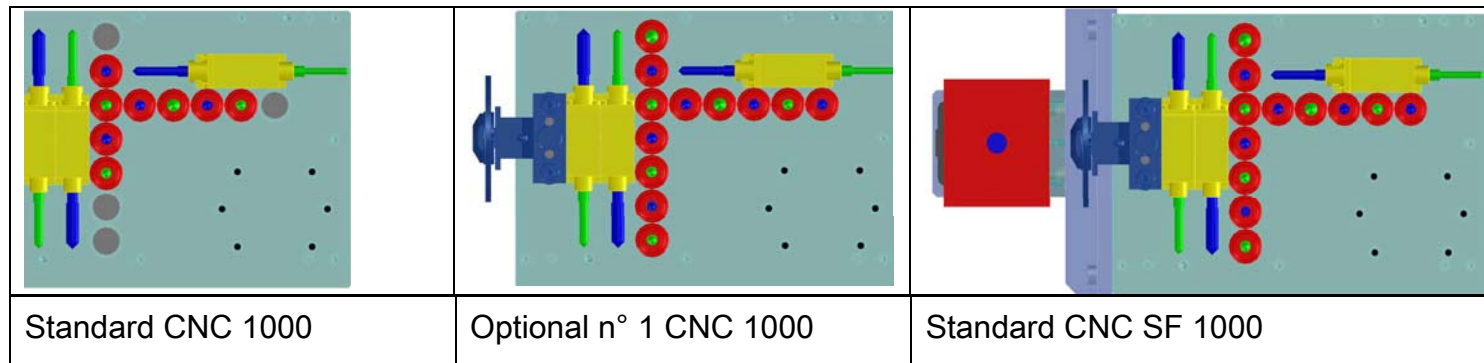 Standard CNC 1000
Optional n° 1 CNC 1000
Standard CNC SF 1000